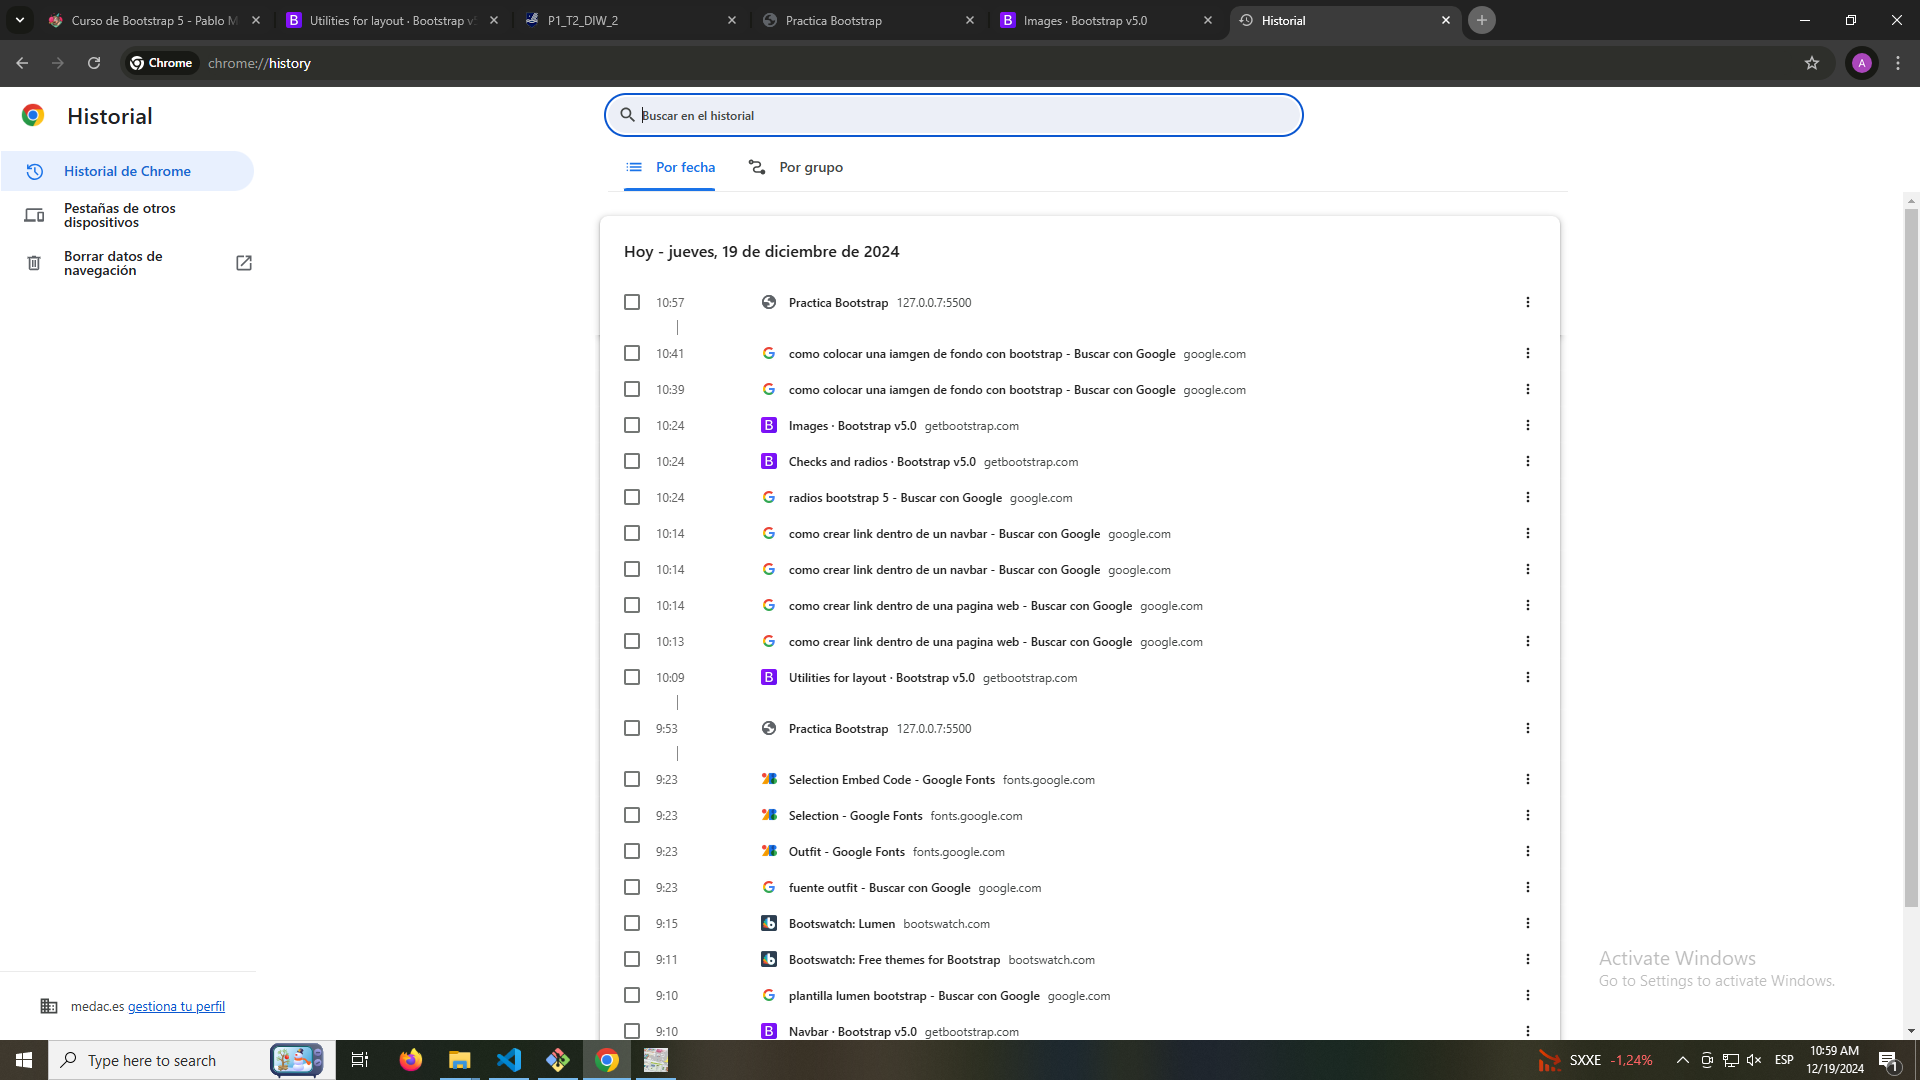 Curso de Bootstrap 5 - Pablo M
Utilities for layout · Bootstrap v5
P1_T2_DIW_2
Practica Bootstrap
Images · Bootstrap v5.0
Historial
Chrome
chrome://history
A
Historial
Buscar en el historial
Por fecha
Por grupo
Historial de Chrome
Pestañas de otros
dispositivos
Borrar datos de
navegación
Hoy - jueves, 19 de diciembre de 2024
10:57 Practica Bootstrap 127.0.0.7:5500
10:41 como colocar una iamgen de fondo con bootstrap - Buscar con Google google.com
10:39 como colocar una iamgen de fondo con bootstrap - Buscar con Google google.com
10:24 Images · Bootstrap v5.0 getbootstrap.com
10:24 Checks and radios · Bootstrap v5.0 getbootstrap.com
10:24 radios bootstrap 5 - Buscar con Google google.com
10:14 como crear link dentro de un navbar - Buscar con Google google.com
10:14 como crear link dentro de un navbar - Buscar con Google google.com
10:14 como crear link dentro de una pagina web - Buscar con Google google.com
10:13 como crear link dentro de una pagina web - Buscar con Google google.com
10:09 Utilities for layout · Bootstrap v5.0 getbootstrap.com
9:53 Practica Bootstrap 127.0.0.7:5500
9:23 Selection Embed Code - Google Fonts fonts.google.com
9:23 Selection - Google Fonts fonts.google.com
9:23 Outfit - Google Fonts fonts.google.com
9:23 fuente outfit - Buscar con Google google.com
9:15 Bootswatch: Lumen bootswatch.com
9:11 Bootswatch: Free themes for Bootstrap bootswatch.com
9:10 plantilla lumen bootstrap - Buscar con Google google.com
9:10 Navbar · Bootstrap v5.0 getbootstrap.com
medac.es gestiona tu perfil
Activate Windows
Go to Settings to activate Windows.
Type here to search
SXXE -1,24%
ESP
10:59 AM
12/19/2024
1